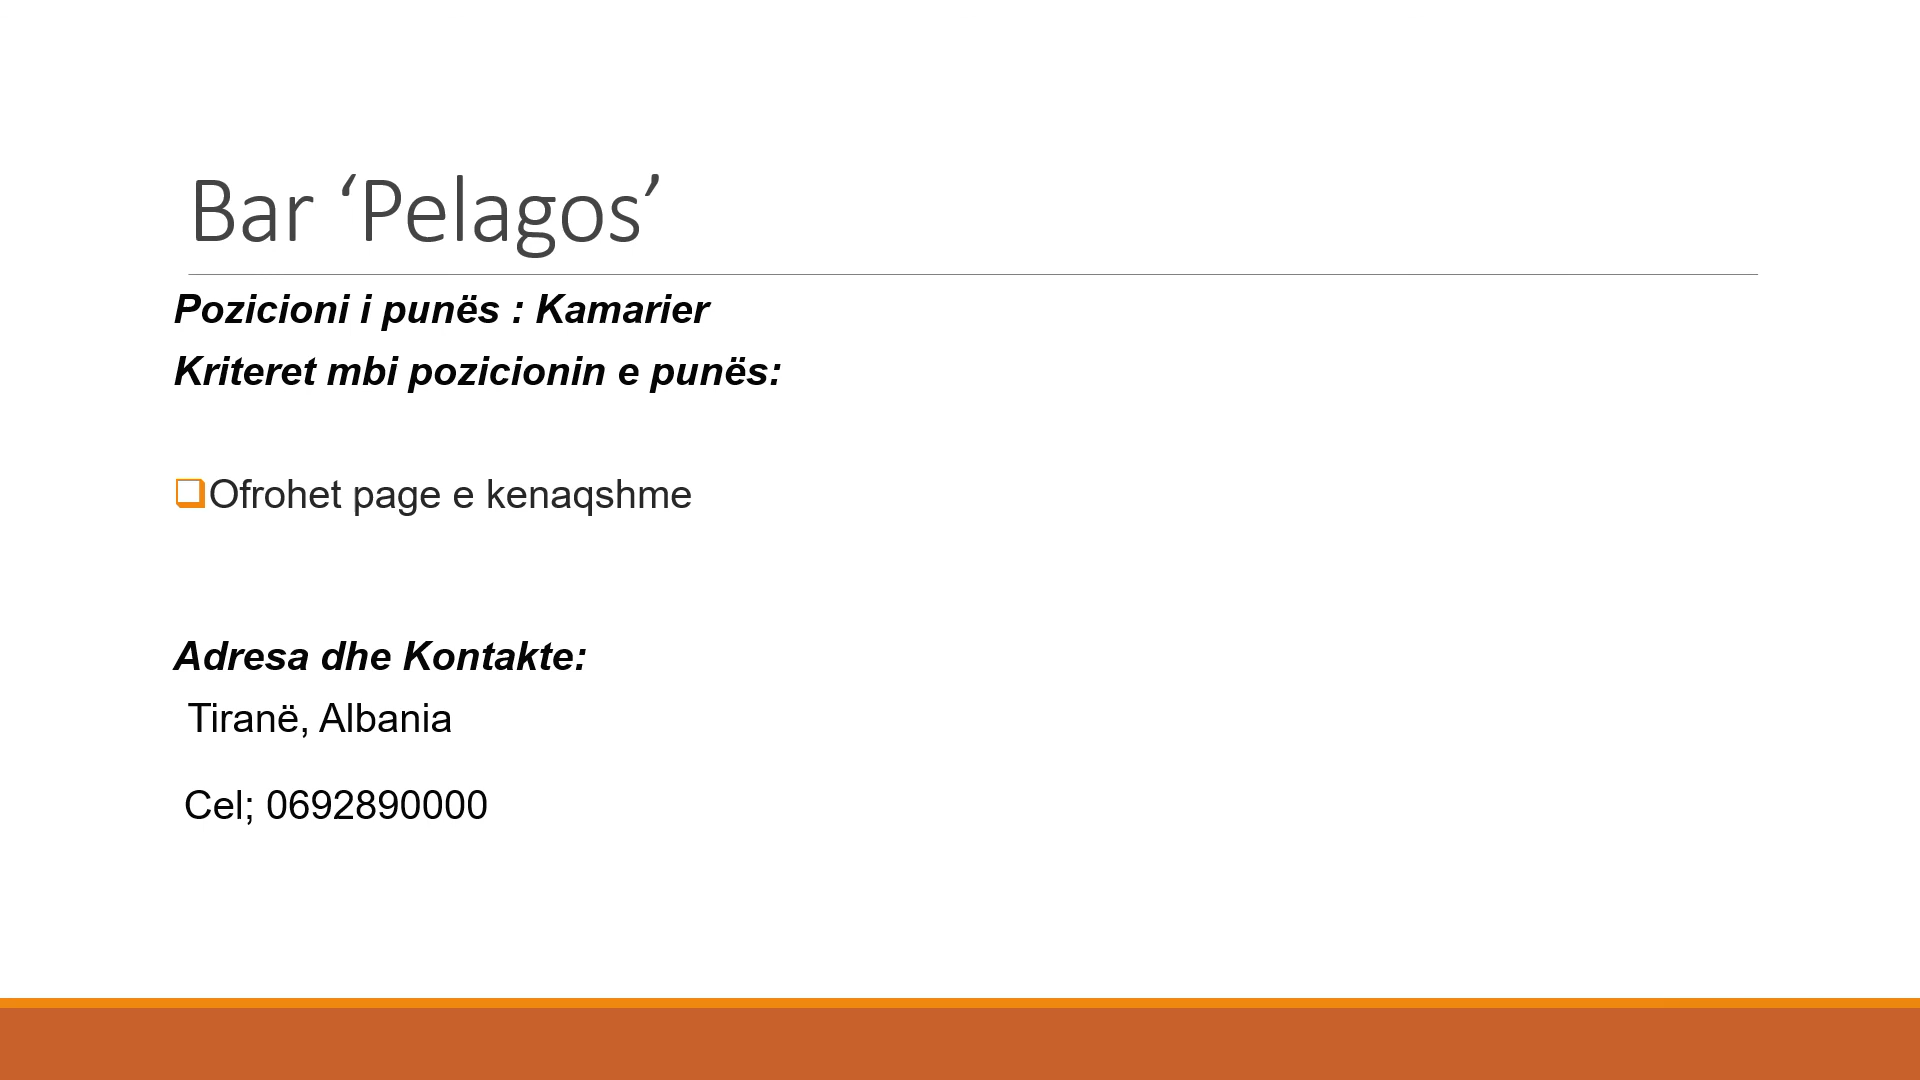 Bar ‘Pelagos’
Pozicioni i punës : Kamarier
Kriteret mbi pozicionin e punës:
Ofrohet page e kenaqshme
Adresa dhe Kontakte:
Tiranë, Albania
Cel; 0692890000